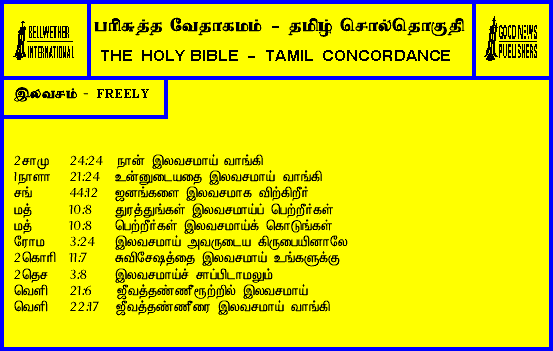 BELLWETHER INTERNATIONAL
பரிசுத்த வேதாகமம் - தமிழ் சொல்தொகுதி
THE HOLY BIBLE - TAMIL CONCORDANCE
GOOD NEWS PUBLISHERS
இலவசம் - FREELY
2சாமு 24:24 நான் இலவசமாய் வாங்கி
1நாளா 21:24 உன்னுடையதை இலவசமாய் வாங்கி
சங் 44:12 ஜனங்களை இலவசமாக விற்கிறீர்
மத் 10:8 துரத்துங்கள் இலவசமாய்ப் பெற்றீர்கள்
மத் 10:8 பெற்றீர்கள் இலவசமாய்க் கொடுங்கள்
ரோம 3:24 இலவசமாய் அவருடைய கிருபையினாலே
2கொரி 11:7 சுவிசேஷத்தை இலவசமாய் உங்களுக்கு
2தெச 3:8 இலவசமாய்ச் சாப்பிடாமலும்
வெளி 21:6 ஜீவத்தண்ணீரூற்றில் இலவசமாய்
வெளி 22:17 ஜீவத்தண்ணீரை இலவசமாய் வாங்கி